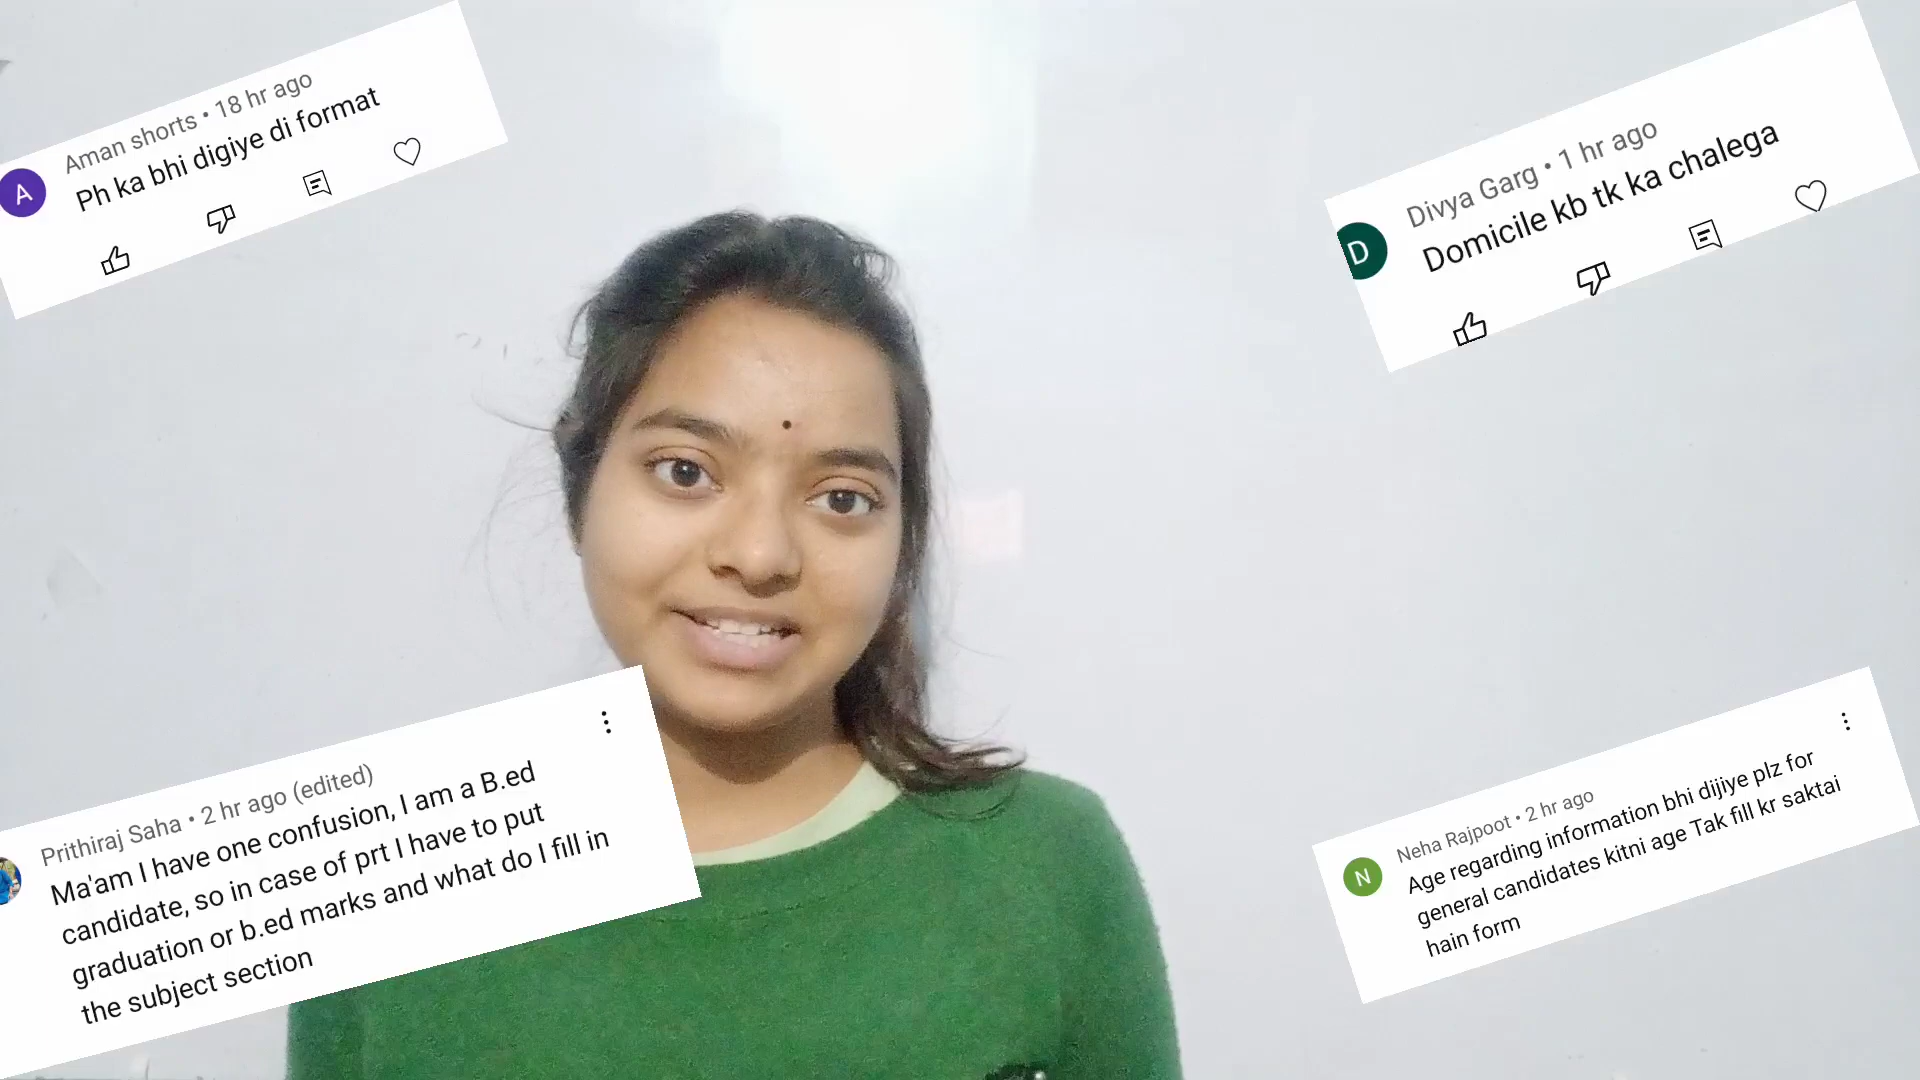 Aman shorts • 18 hr ago
Ph ka bhi digiye di format
A
Divya Garg • 1 hr ago
Domicile kb tk ka chalega
D
Prithiraj Saha • 2 hr ago (edited)
Ma'am I have one confusion, I am a B.ed
candidate, so in case of prt I have to put
graduation or b.ed marks and what do I fill in
the subject section
Neha Rajpoot • 2 hr ago
N
Age regarding information bhi dijiye plz for
general candidates kitni age Tak fill kr saktai
hain form